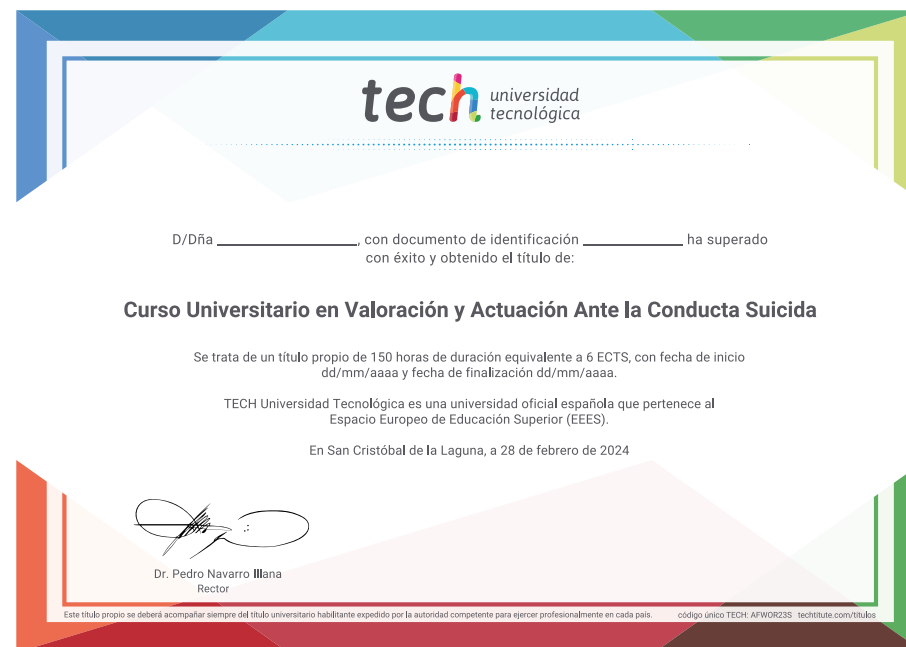 tech universidad
tecnológica
D/Dña ____________, con documento de identificación ____________ ha superado
con éxito y obtenido el título de:
Curso Universitario en Valoración y Actuación Ante la Conducta Suicida
Se trata de un título propio de 150 horas de duración equivalente a 6 ECTS, con fecha de inicio
dd/mm/aaaa y fecha de finalización dd/mm/aaaa.
TECH Universidad Tecnológica es una universidad oficial española que pertenece al
Espacio Europeo de Educación Superior (EEES).
En San Cristóbal de la Laguna, a 28 de febrero de 2024
Dr. Pedro Navarro Illana
Rector
Este título propio se deberá acompañar siempre del título universitario habilitante expedido por la autoridad competente para ejercer profesionalmente en cada país. código único TECH: AFWOR23S techtitute.com/titulos